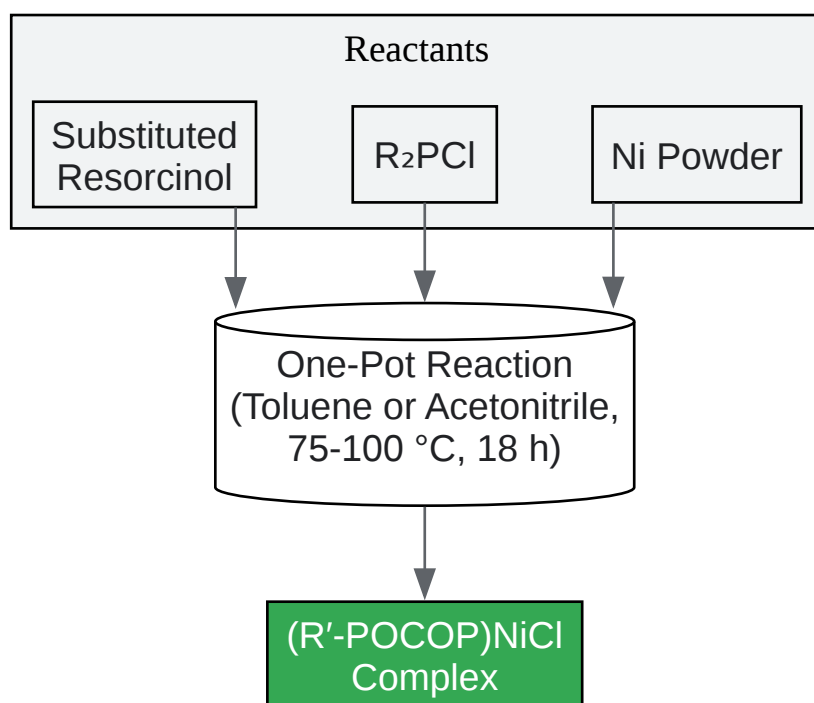 Reactants
Substituted
Resorcinol
R₂PCl
Ni Powder
One-Pot Reaction
(Toluene or Acetonitrile,
75-100 °C, 18 h)
(R′-POCOP)NiCl
Complex